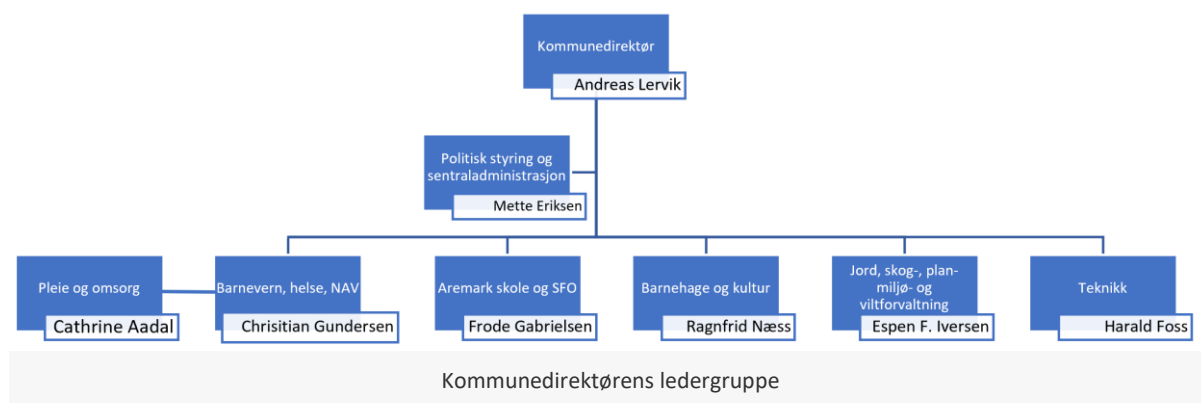 Kommunedirektør
Andreas Lervik
Politisk styring og
sentraladministrasjon
Mette Eriksen
Pleie og omsorg
Cathrine Aadal
Barnevern, helse, NAV
Chrisitian Gundersen
Aremark skole og SFO
Frode Gabrielsen
Barnehage og kultur
Ragnfrid Næss
Jord, skog-, plan-
miljø- og
viltforvaltning
Espen F. Iversen
Teknikk
Harald Foss
Kommunedirektørens ledergruppe